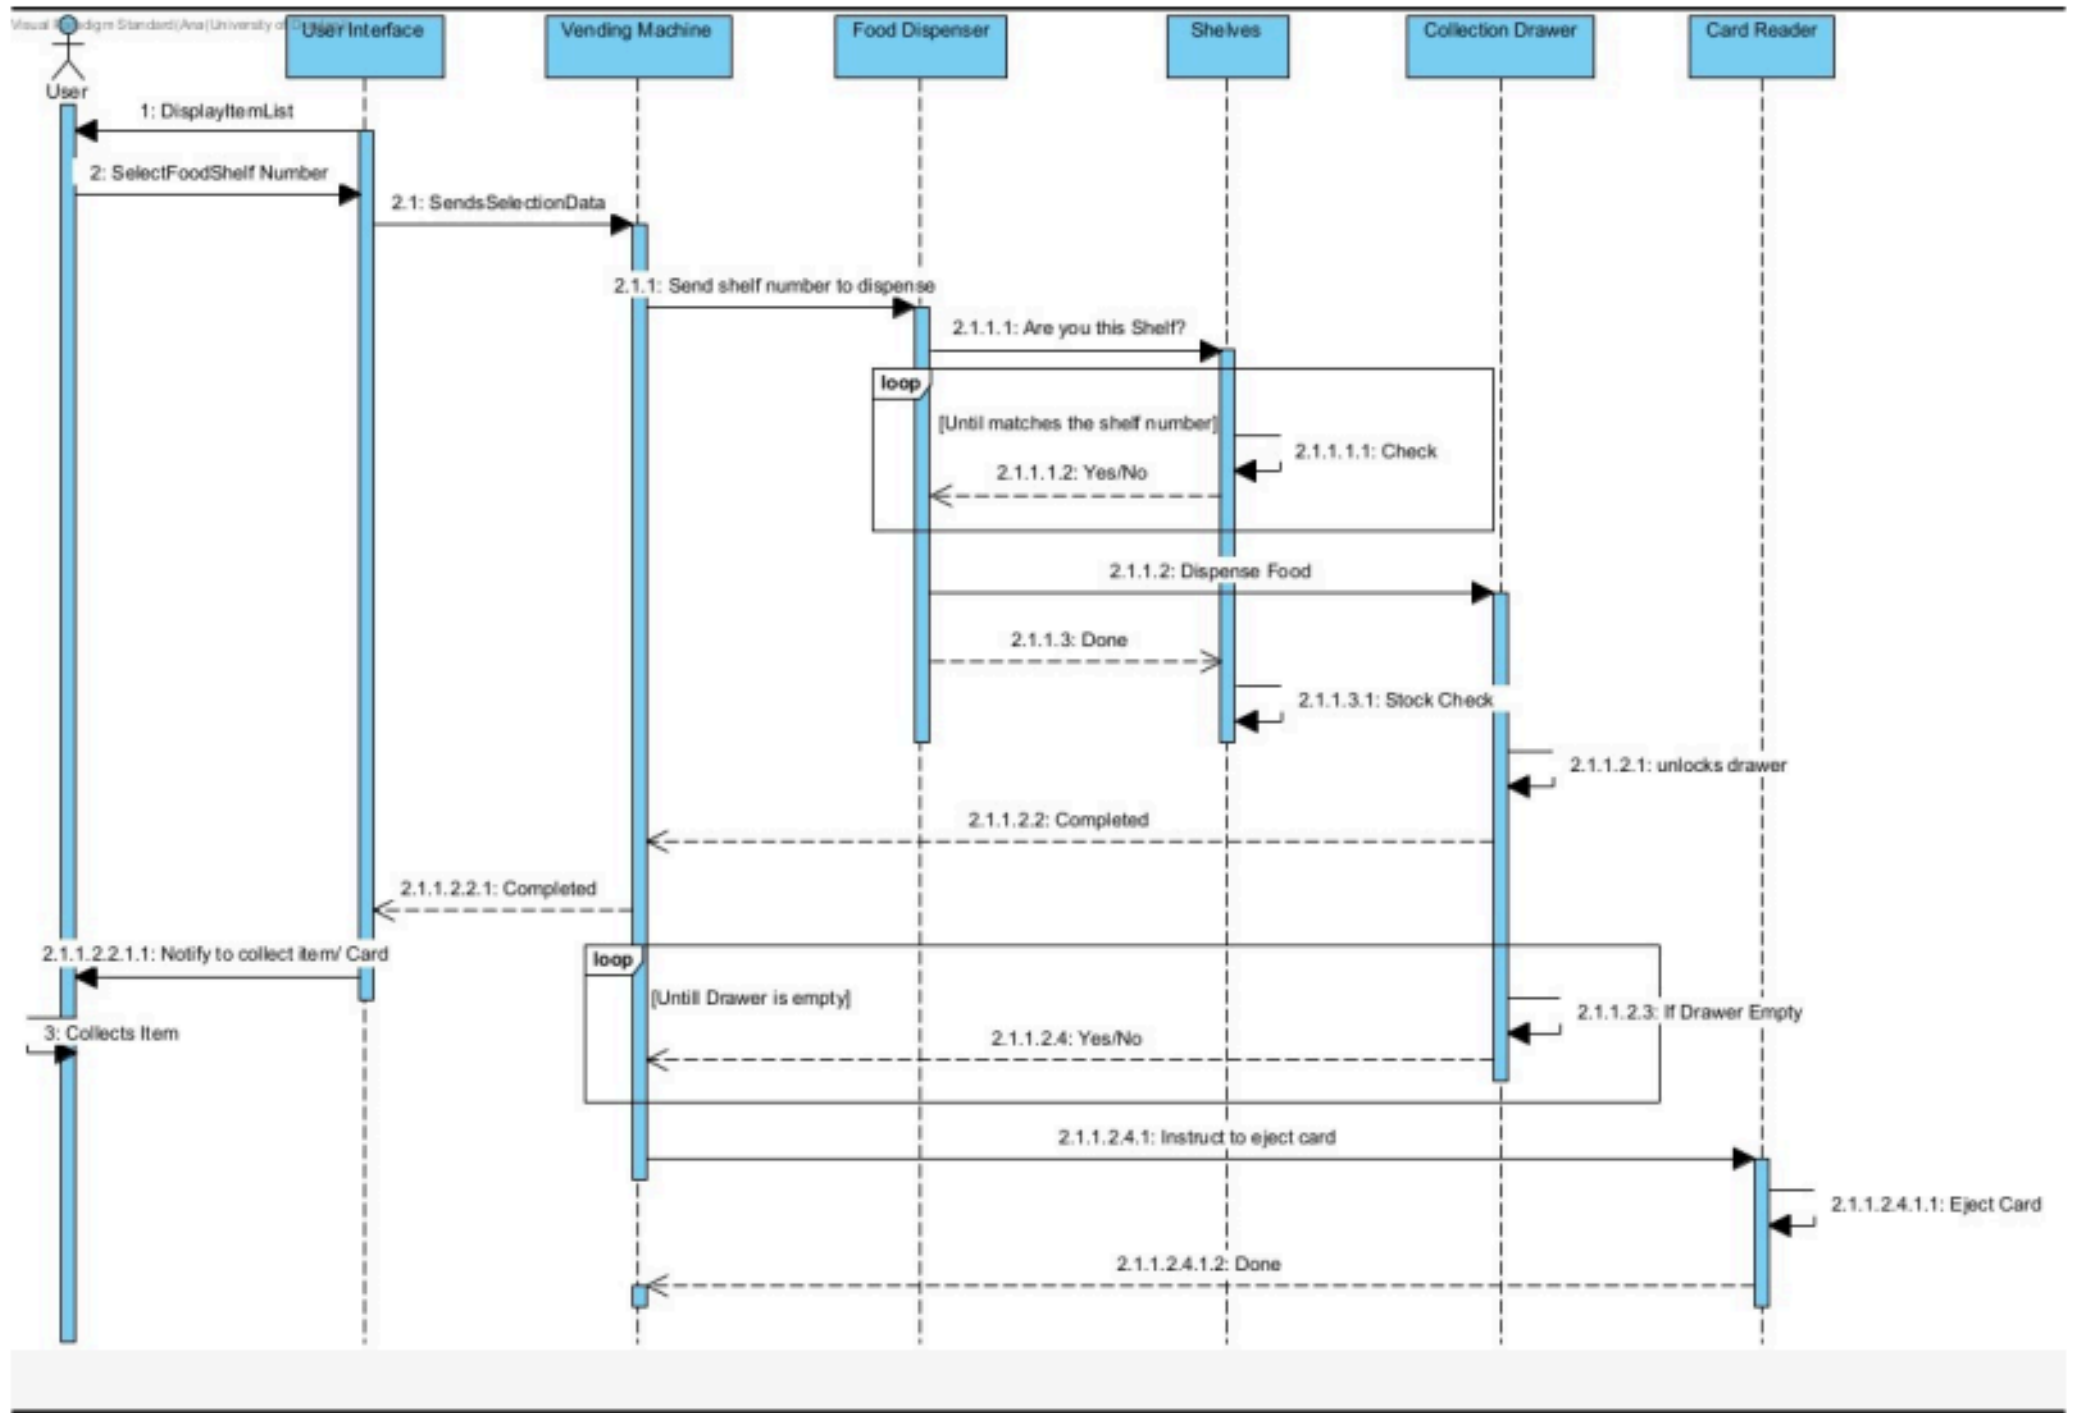 Visual Paradigm Standard(Ana(University of
User Interface
Vending Machine
Food Dispenser
Shelves
Collection Drawer
Card Reader
User
1: DisplayItemList
2: SelectFoodShelf Number
2.1: SendsSelectionData
2.1.1: Send shelf number to dispense
2.1.1.1: Are you this Shelf?
loop
[Until matches the shelf number]
2.1.1.1.1: Check
2.1.1.1.2: Yes/No
2.1.1.2: Dispense Food
2.1.1.3: Done
2.1.1.3.1: Stock Check
2.1.1.2.1: unlocks drawer
2.1.1.2.2: Completed
2.1.1.2.2.1: Completed
2.1.1.2.2.1.1: Notify to collect item/ Card
loop
[Untill Drawer is empty]
2.1.1.2.3: If Drawer Empty
3: Collects Item
2.1.1.2.4: Yes/No
2.1.1.2.4.1: Instruct to eject card
2.1.1.2.4.1.1: Eject Card
2.1.1.2.4.1.2: Done